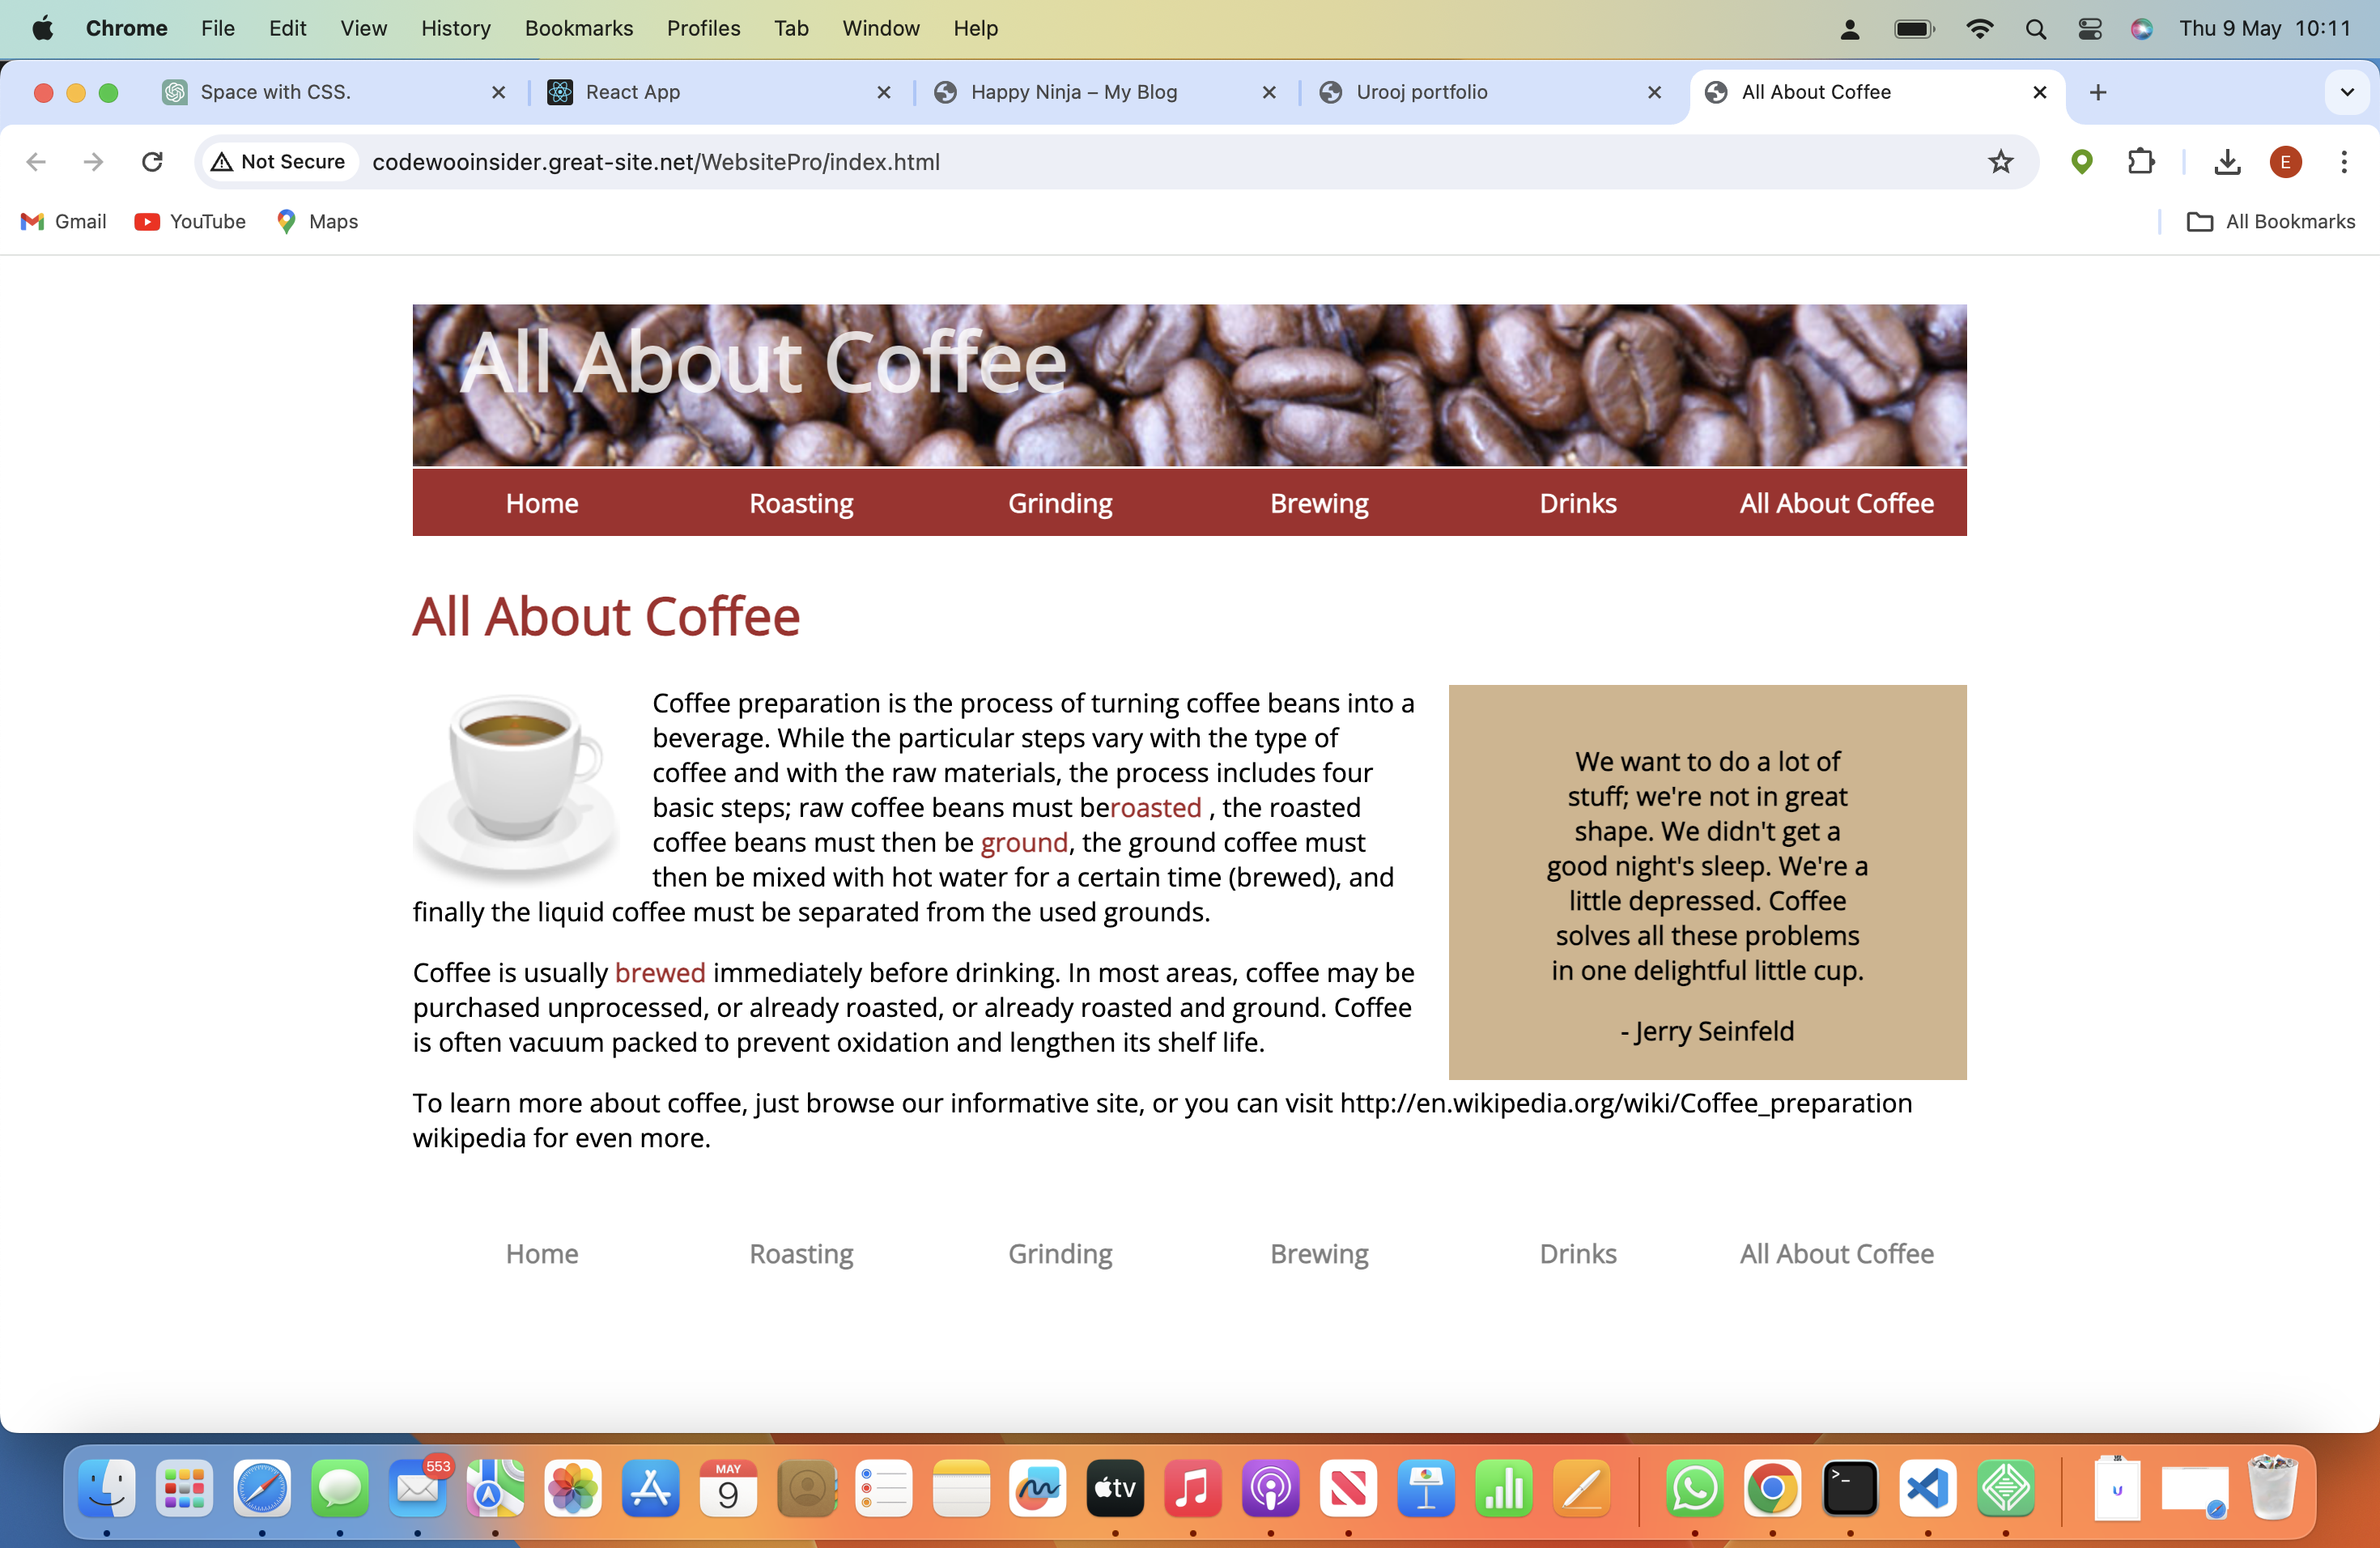 Chrome File Edit View History Bookmarks Profiles Tab Window Help Thu 9 May 10:11
Space with CSS. React App Happy Ninja – My Blog Urooj portfolio All About Coffee
Not Secure codewooinsider.great-site.net/WebsitePro/index.html E
Gmail YouTube Maps All Bookmarks
All About Coffee
Home Roasting Grinding Brewing Drinks All About Coffee
All About Coffee
Coffee preparation is the process of turning coffee beans into a
beverage. While the particular steps vary with the type of
coffee and with the raw materials, the process includes four
basic steps; raw coffee beans must beroasted , the roasted
coffee beans must then be ground, the ground coffee must
then be mixed with hot water for a certain time (brewed), and
finally the liquid coffee must be separated from the used grounds.
Coffee is usually brewed immediately before drinking. In most areas, coffee may be
purchased unprocessed, or already roasted, or already roasted and ground. Coffee
is often vacuum packed to prevent oxidation and lengthen its shelf life.
We want to do a lot of
stuff; we're not in great
shape. We didn't get a
good night's sleep. We're a
little depressed. Coffee
solves all these problems
in one delightful little cup.
- Jerry Seinfeld
To learn more about coffee, just browse our informative site, or you can visit http://en.wikipedia.org/wiki/Coffee_preparation
wikipedia for even more.
Home Roasting Grinding Brewing Drinks All About Coffee
553
MAY
9
tv
>_
U